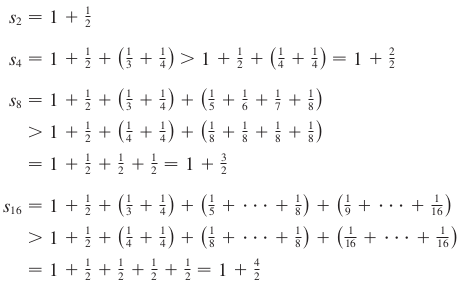 s₂ = 1 + 1/2
s₄ = 1 + 1/2 + (1/3 + 1/4) > 1 + 1/2 + (1/4 + 1/4) = 1 + 2/2
s₈ = 1 + 1/2 + (1/3 + 1/4) + (1/5 + 1/6 + 1/7 + 1/8)
> 1 + 1/2 + (1/4 + 1/4) + (1/8 + 1/8 + 1/8 + 1/8)
= 1 + 1/2 + 1/2 + 1/2 = 1 + 3/2
s₁₆ = 1 + 1/2 + (1/3 + 1/4) + (1/5 + ⋯ + 1/8) + (1/9 + ⋯ + 1/16)
> 1 + 1/2 + (1/4 + 1/4) + (1/8 + ⋯ + 1/8) + (1/16 + ⋯ + 1/16)
= 1 + 1/2 + 1/2 + 1/2 + 1/2 = 1 + 4/2